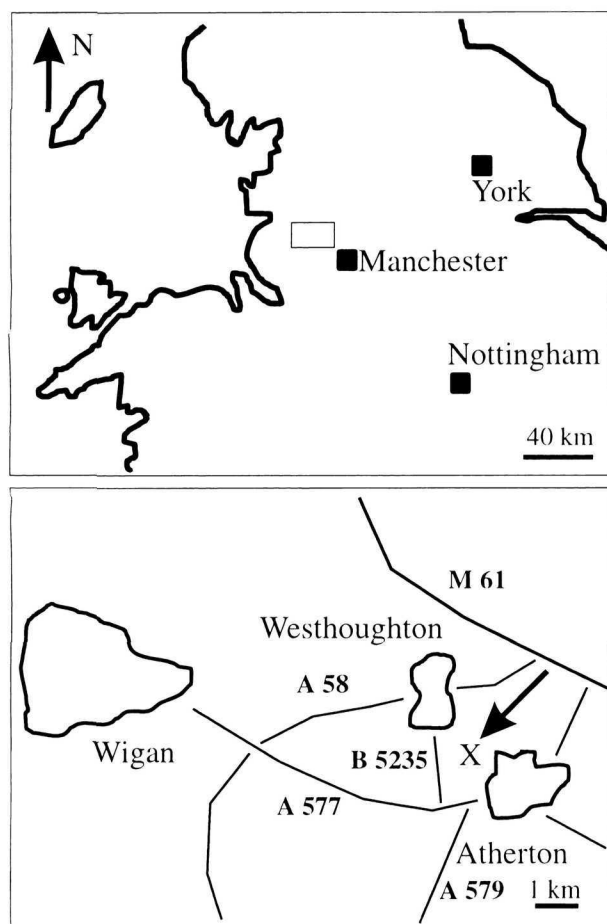 N
York
Manchester
Nottingham
40 km
M 61
Westhoughton
A 58
Wigan
B 5235
X
A 577
Atherton
A 579
1 km